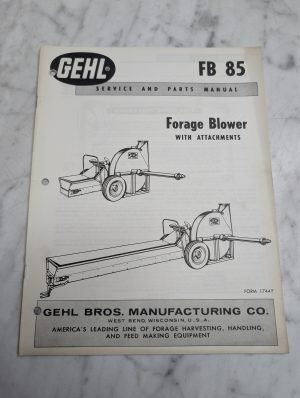 GEHL
FB 85
SERVICE AND PARTS MANUAL
Forage Blower
WITH ATTACHMENTS
GEHL BROS. MANUFACTURING CO.
WEST BEND, WISCONSIN, U.S.A.
AMERICA'S LEADING LINE OF FORAGE HARVESTING, HANDLING,
AND FEED MAKING EQUIPMENT